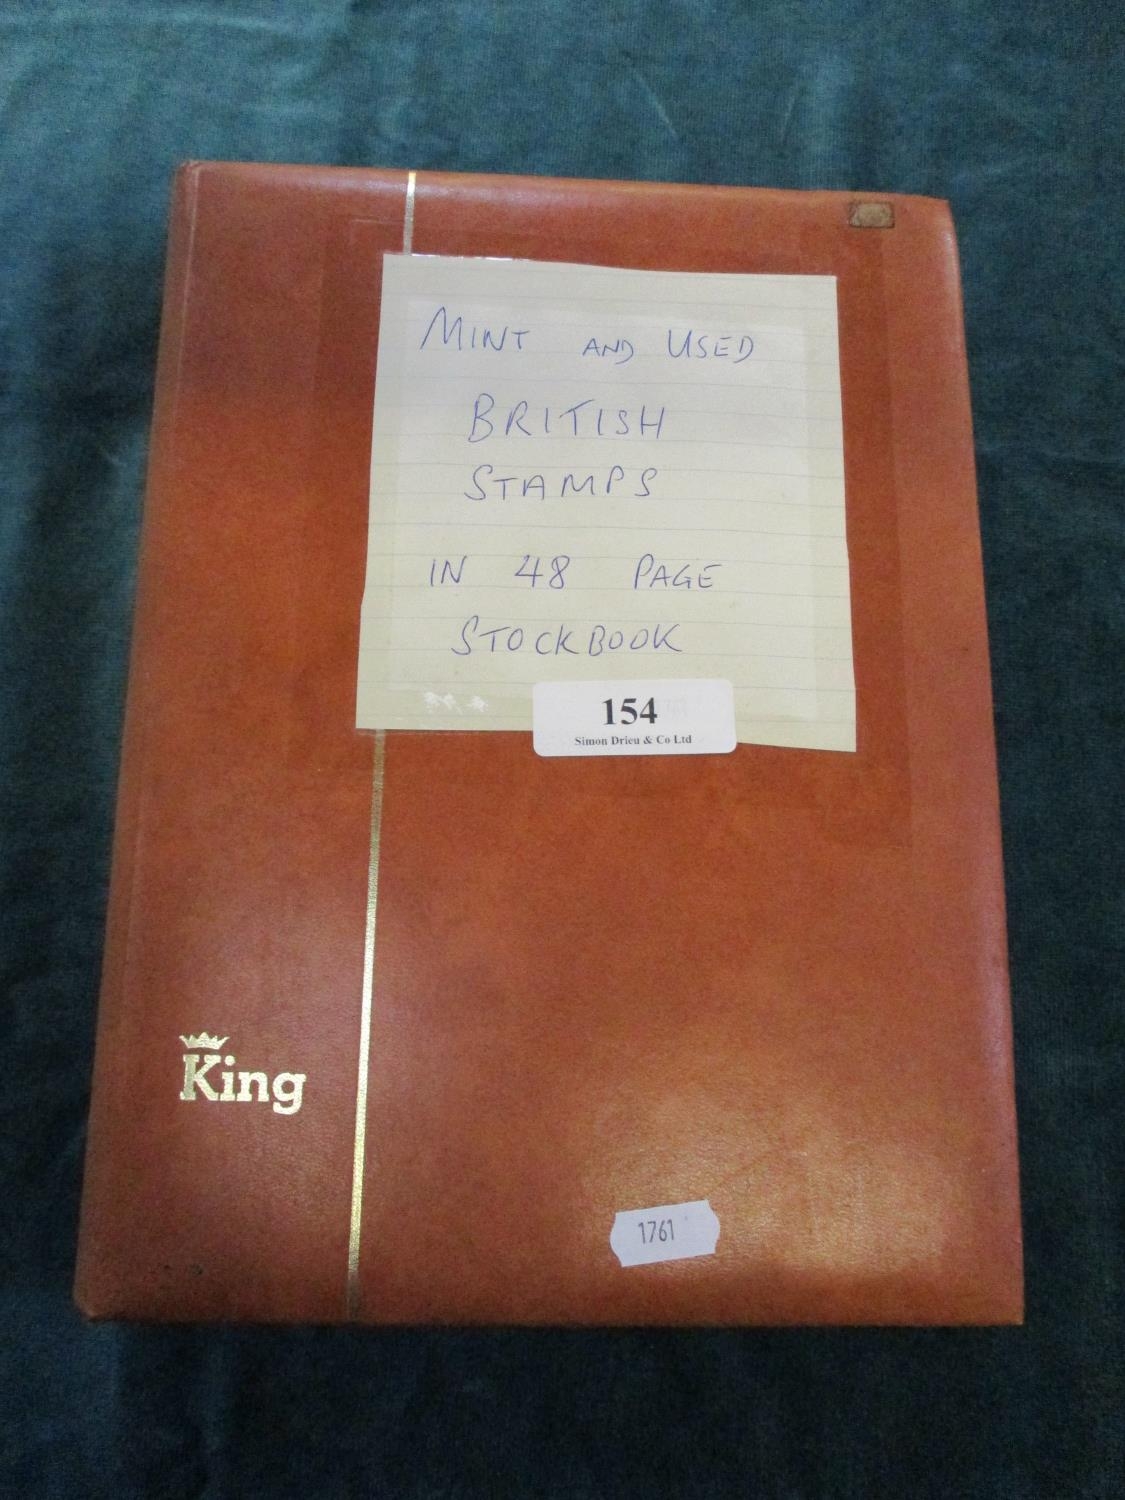 MINT AND USED
BRITISH
STAMPS
IN 48 PAGE
STOCKBOOK
154
Simon Drieu & Co Ltd
King
1761